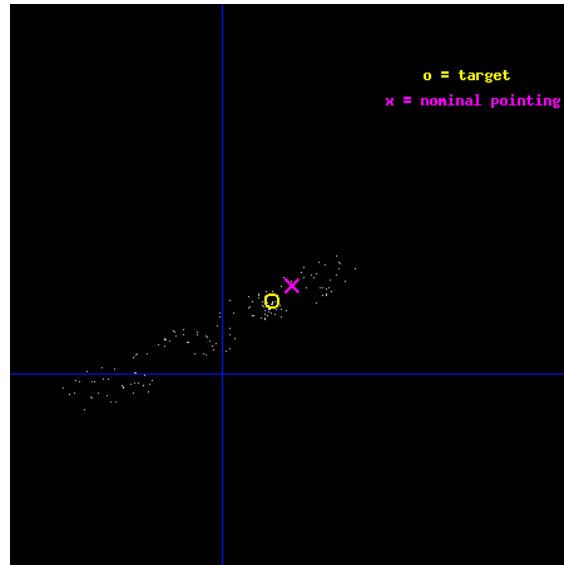 o = target
x = nominal pointing